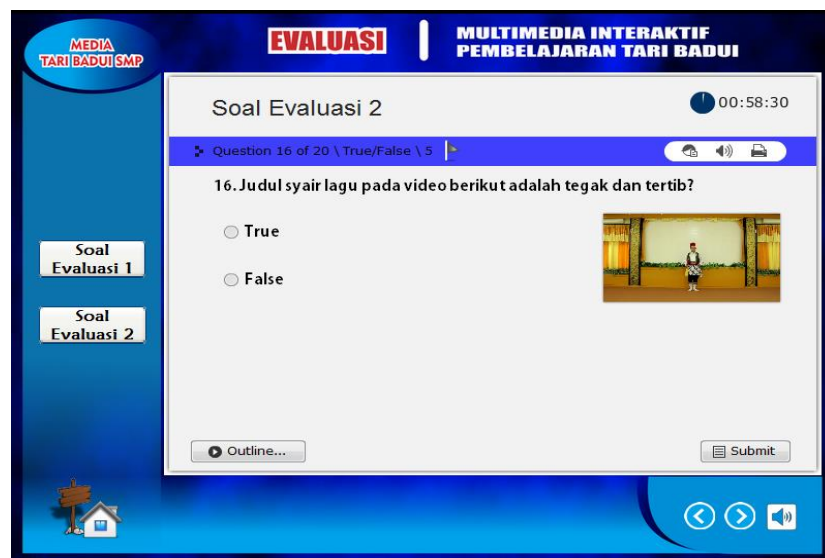 MEDIA
TARI BADUI SMP
EVALUASI
MULTIMEDIA INTERAKTIF
PEMBELAJARAN TARI BADUI
Soal Evaluasi 2
00:58:30
Question 16 of 20 \ True/False \ 5
16. Judul syair lagu pada video berikut adalah tegak dan tertib?
True
False
Soal
Evaluasi 1
Soal
Evaluasi 2
Outline...
Submit